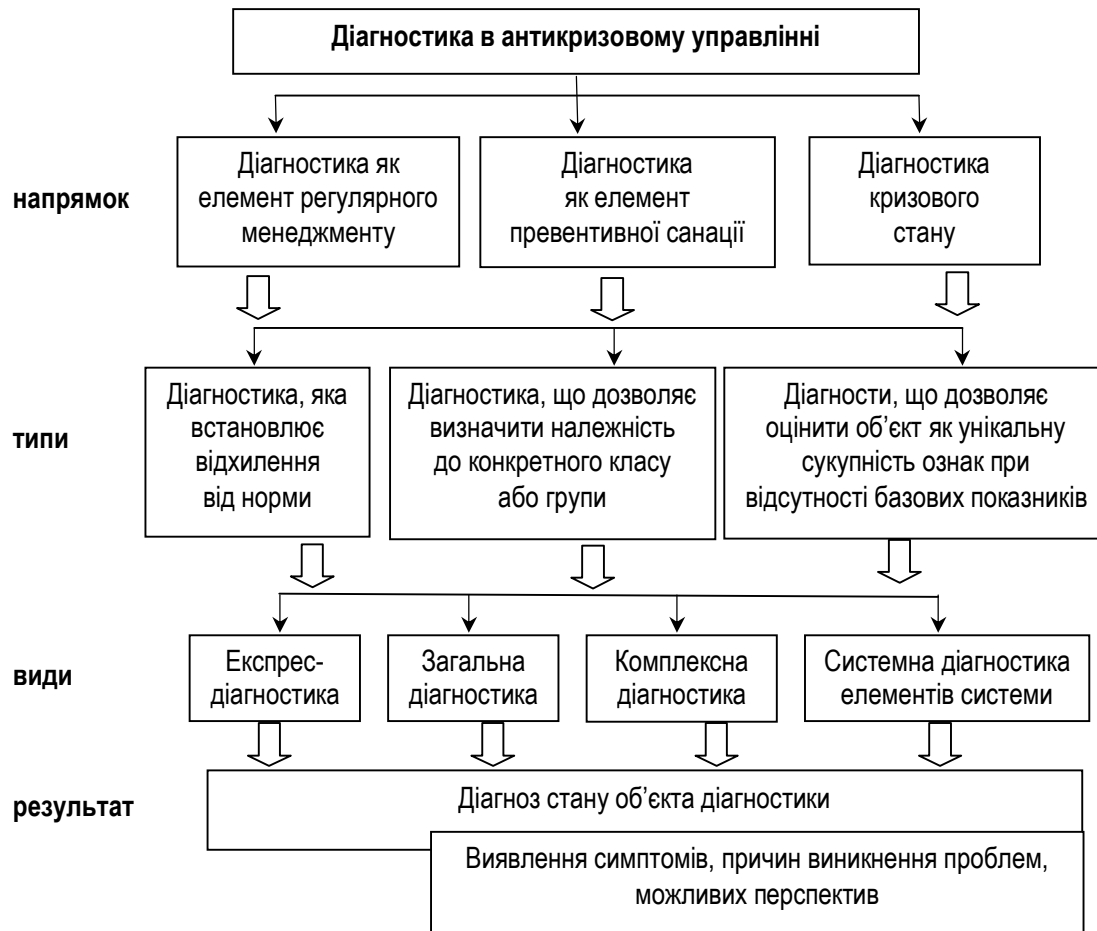 Діагностика в антикризовому управлінні
напрямок
Діагностика як
елемент регулярного
менеджменту
Діагностика
як елемент
превентивної санації
Діагностика
кризового
стану
типи
Діагностика, яка
встановлює
відхилення
від норми
Діагностика, що дозволяє
визначити належність
до конкретного класу
або групи
Діагности, що дозволяє
оцінити об’єкт як унікальну
сукупність ознак при
відсутності базових показників
види
Експрес-
діагностика
Загальна
діагностика
Комплексна
діагностика
Системна діагностика
елементів системи
результат
Діагноз стану об’єкта діагностики
Виявлення симптомів, причин виникнення проблем,
можливих перспектив